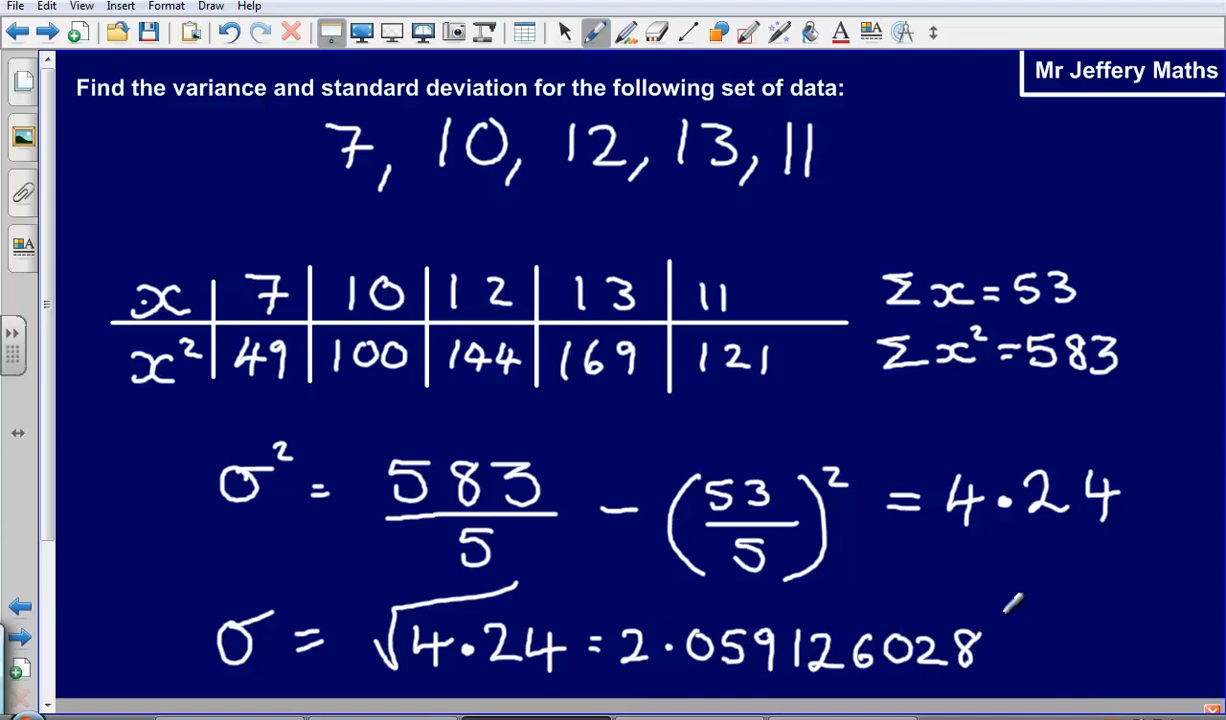 File Edit View Insert Format Draw Help
Mr Jeffery Maths
Find the variance and standard deviation for the following set of data:
7, 10, 12, 13, 11
x 7 10 12 13 11
x² 49 100 144 169 121
Σx = 53
Σx² = 583
σ² = 583/5 - (53/5)² = 4.24
σ = √4.24 = 2.059126028